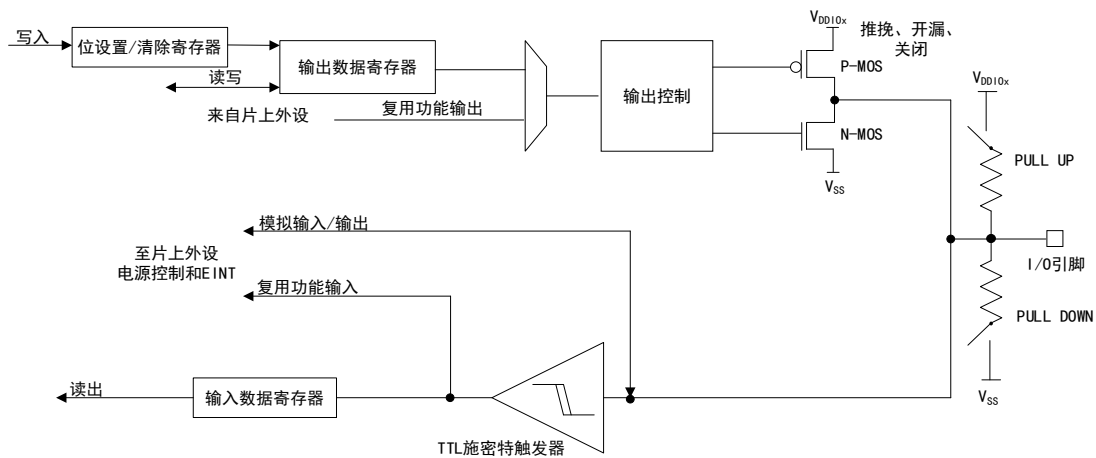 写入
位设置/清除寄存器
读写
输出数据寄存器
来自片上外设
复用功能输出
输出控制
VDDIOx
推挽、开漏、
关闭
P-MOS
N-MOS
VSS
VDDIOx
PULL UP
I/O引脚
PULL DOWN
VSS
模拟输入/输出
至片上外设
电源控制和EINT
复用功能输入
读出
输入数据寄存器
TTL施密特触发器